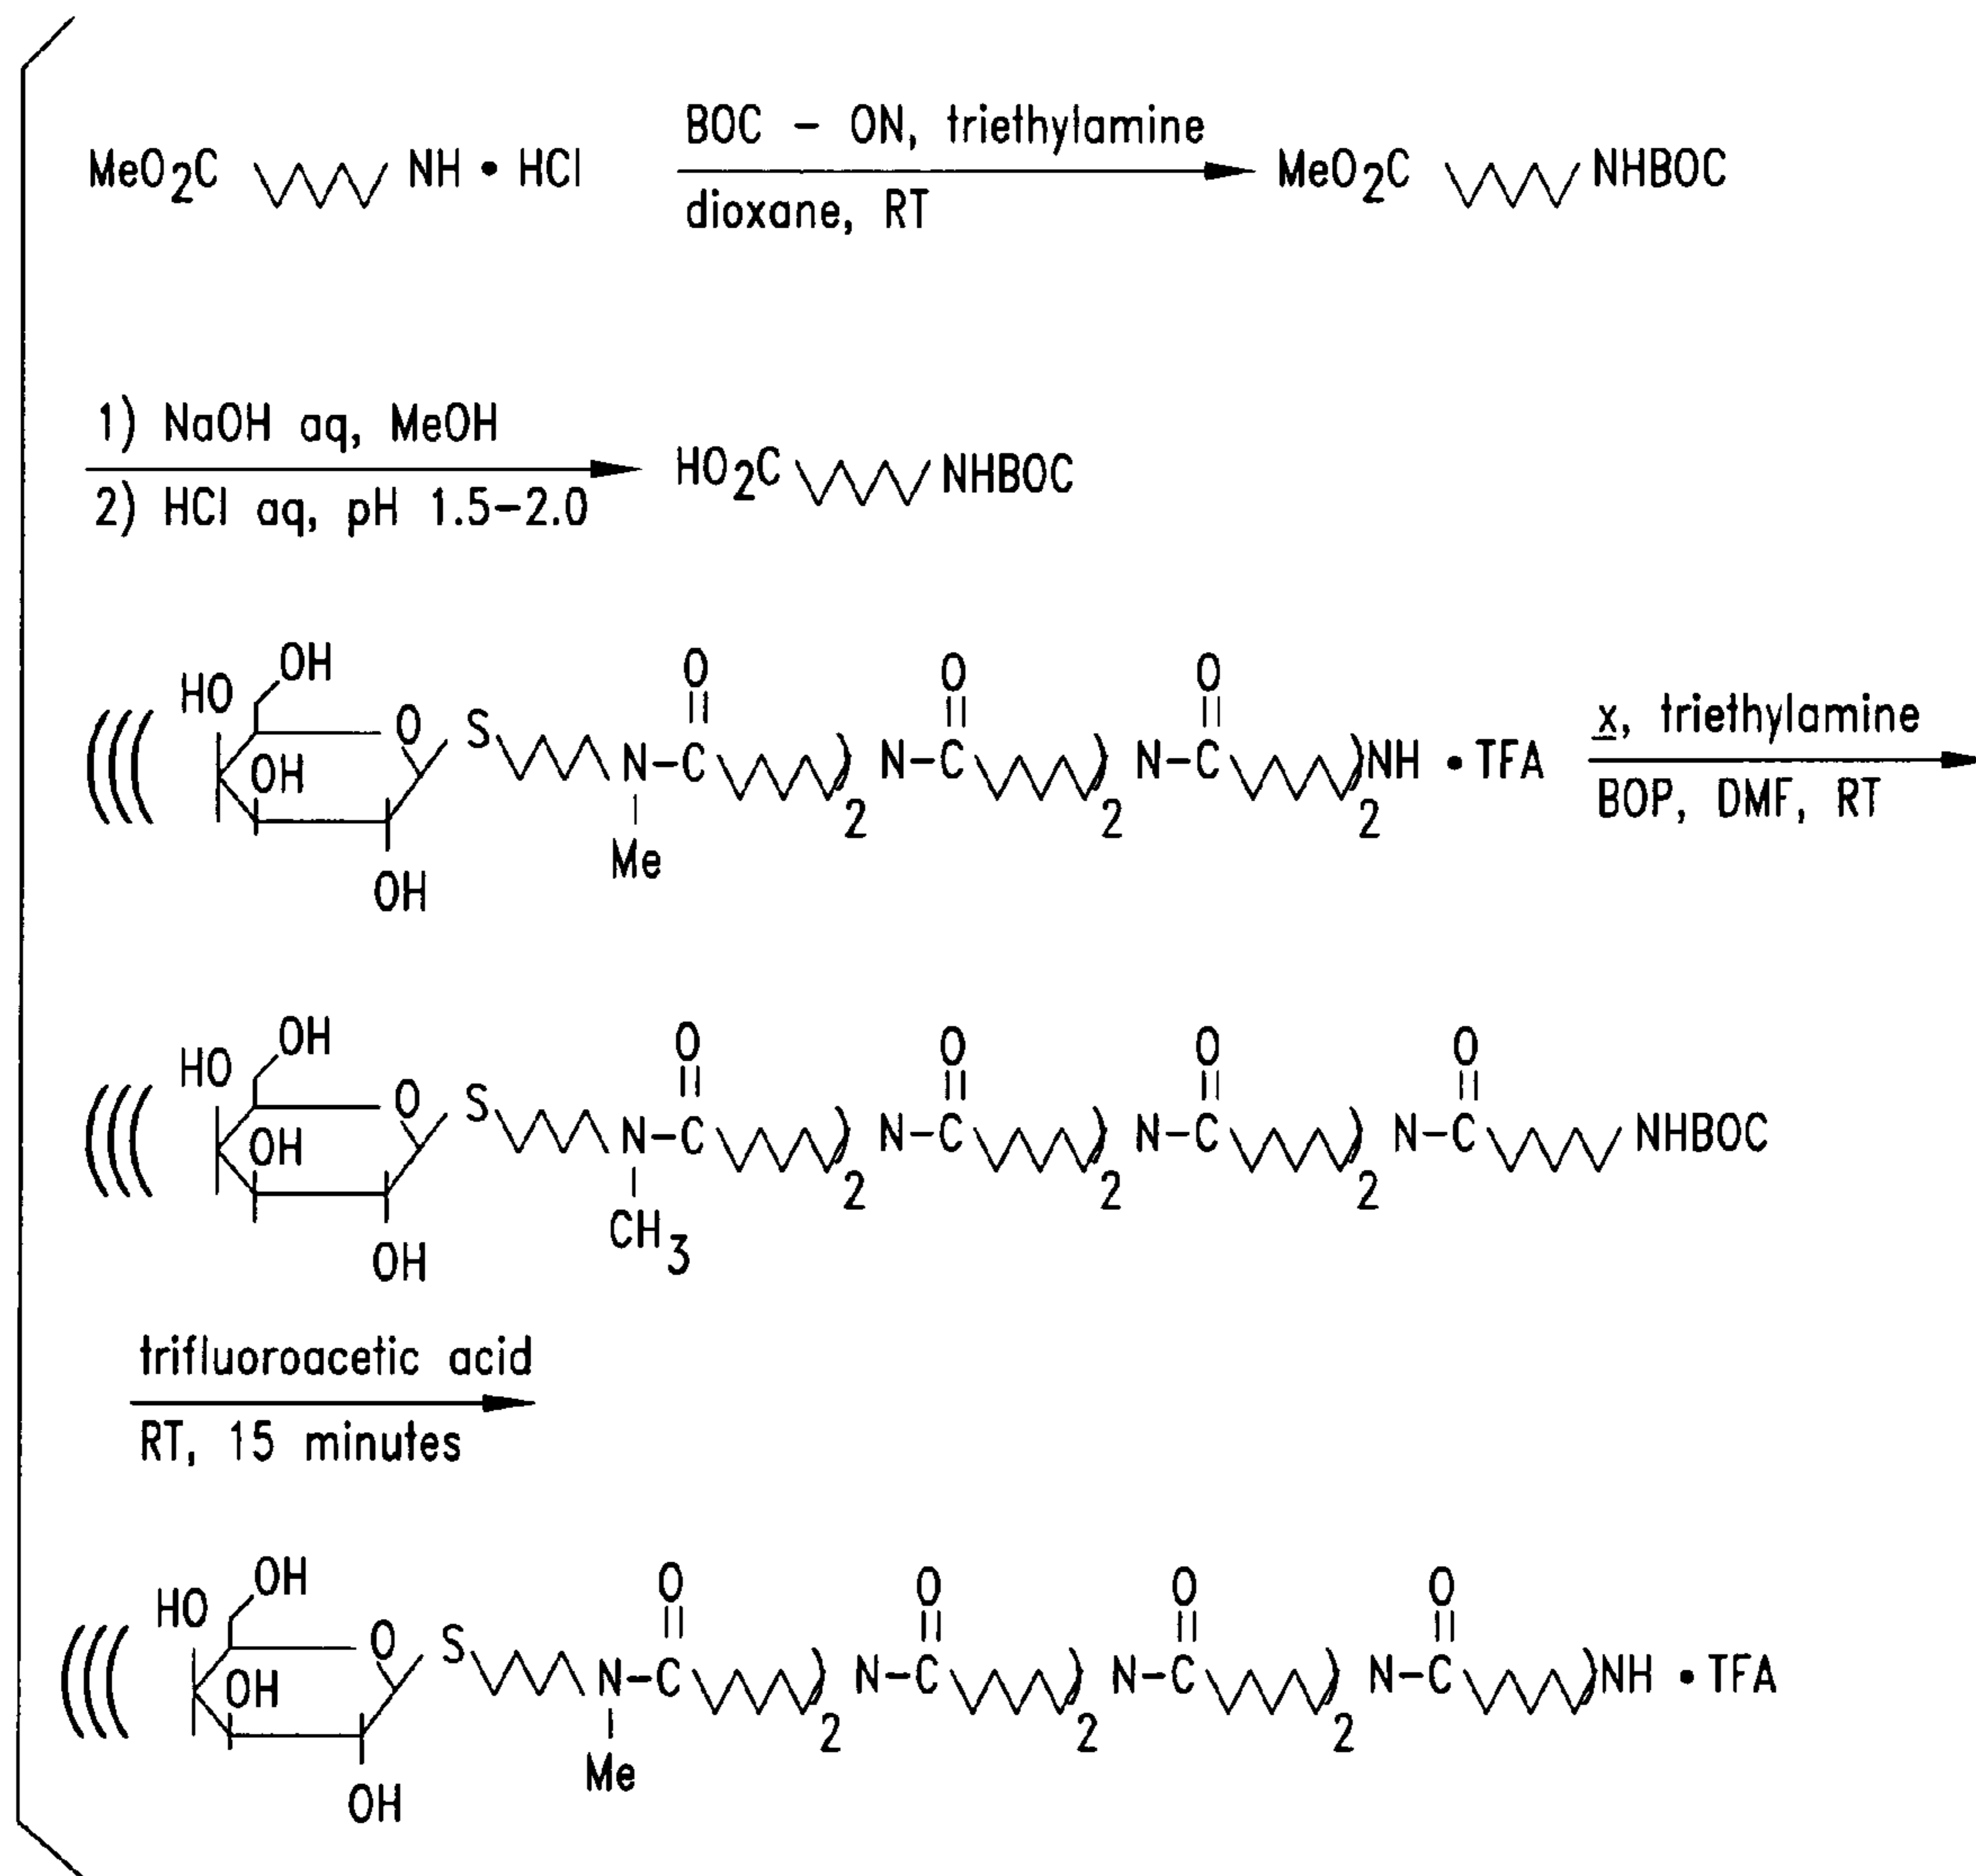 BOC – ON, triethylamine
MeO2C NH • HCl MeO2C NHBOC
dioxane, RT
1) NaOH aq, MeOH
HO2C NHBOC
2) HCl aq, pH 1.5–2.0
OH O O O
HO
((( O S N–C )2 N–C )2 N–C )2 NH • TFA x, triethylamine
OH BOP, DMF, RT
Me
OH
OH O O O O
HO
((( O S N–C )2 N–C )2 N–C )2 N–C NHBOC
OH
CH3
OH
trifluoroacetic acid
RT, 15 minutes
OH O O O O
HO
((( O S N–C )2 N–C )2 N–C )2 N–C )NH • TFA
OH
Me
OH